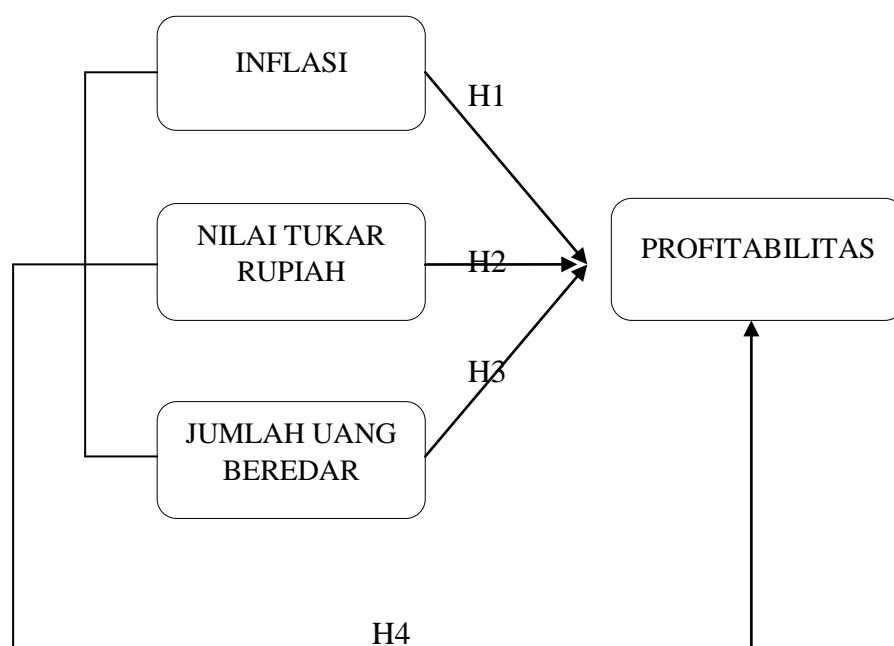 INFLASI
H1
NILAI TUKAR
RUPIAH
H2
PROFITABILITAS
H3
JUMLAH UANG
BEREDAR
H4